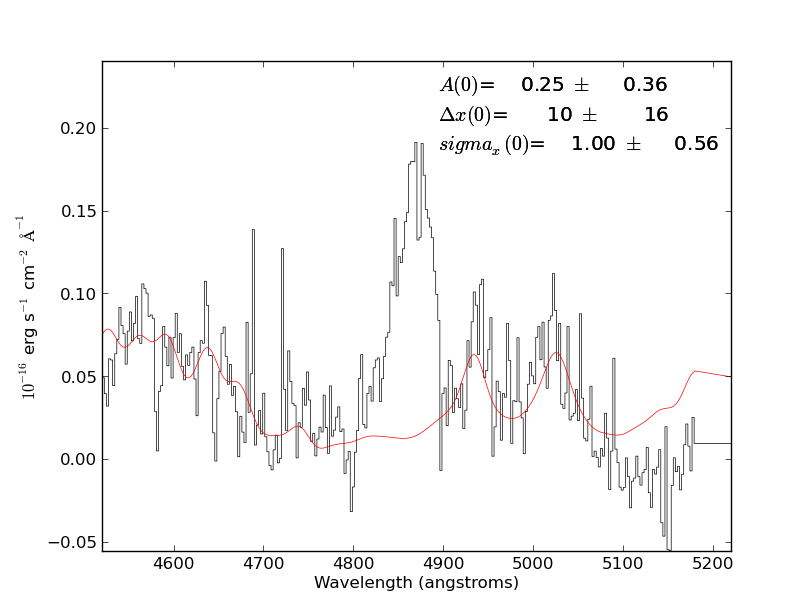 A(0)= 0.25 ± 0.36
Δx(0)= 10 ± 16
sigmaₓ (0)= 1.00 ± 0.56
0.20
0.15
0.10
0.05
0.00
−0.05
10⁻¹⁶ erg s⁻¹ cm⁻² Å⁻¹
4600 4700 4800 4900 5000 5100 5200
Wavelength (angstroms)